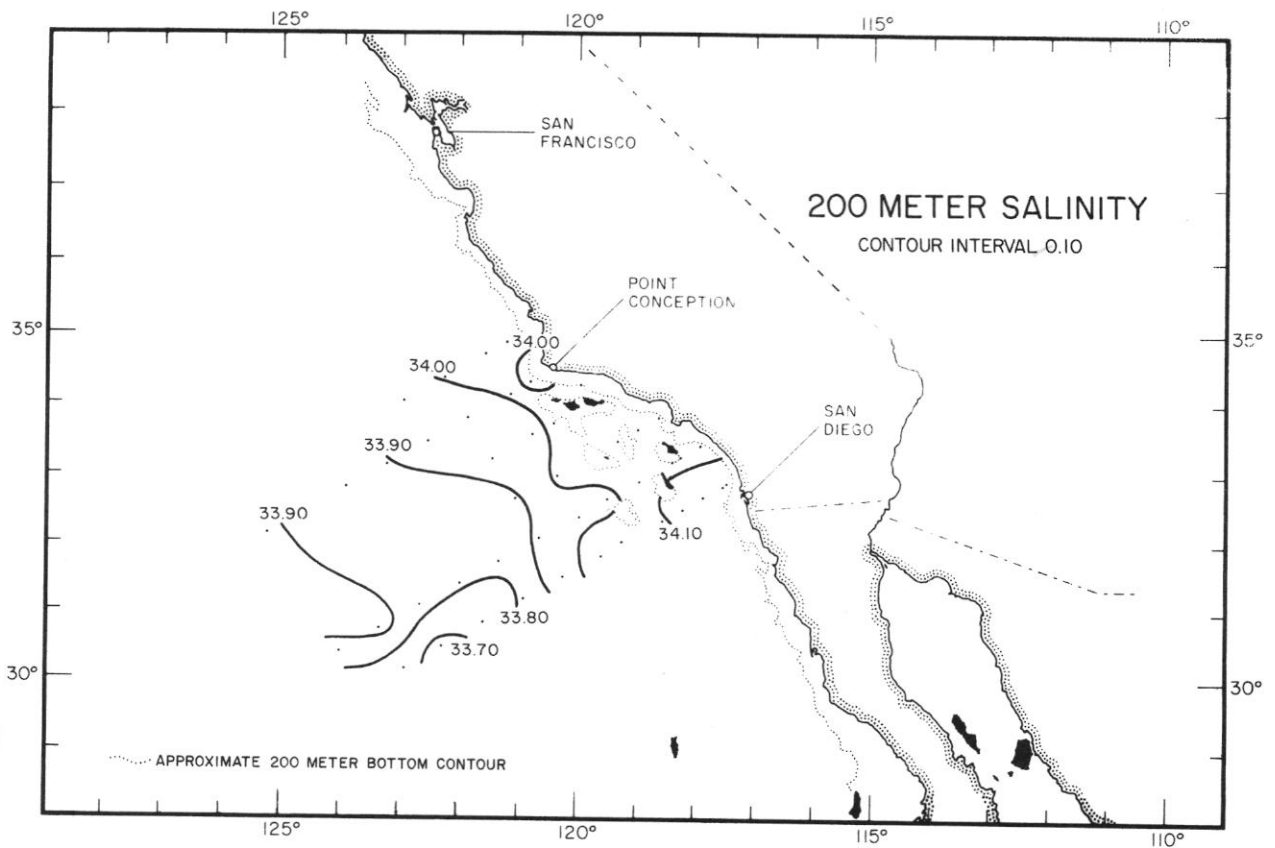 125°
120°
115°
110°
SAN
FRANCISCO
200 METER SALINITY
CONTOUR INTERVAL 0.10
POINT
CONCEPTION
35°
35°
34.00
34.00
SAN
DIEGO
33.90
33.90
34.10
33.80
33.70
30°
30°
APPROXIMATE 200 METER BOTTOM CONTOUR
125°
120°
115°
110°